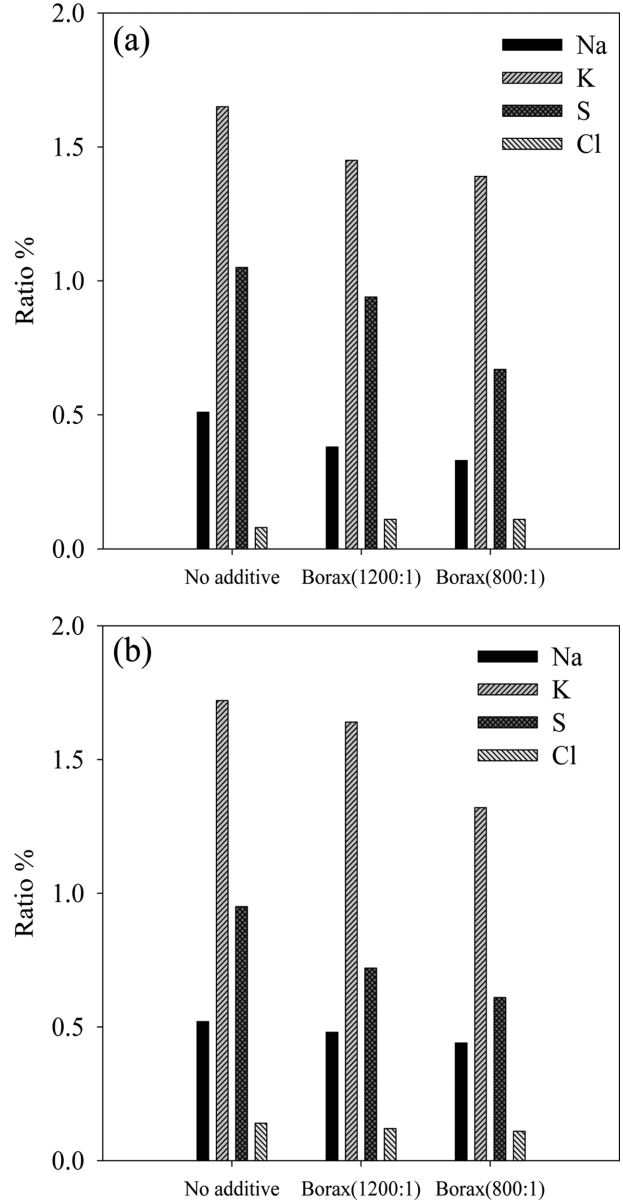 (a)
Na
K
S
Cl
2.0
1.5
1.0
0.5
0.0
Ratio %
No additive Borax(1200:1) Borax(800:1)
(b)
Na
K
S
Cl
2.0
1.5
1.0
0.5
0.0
Ratio %
No additive Borax(1200:1) Borax(800:1)